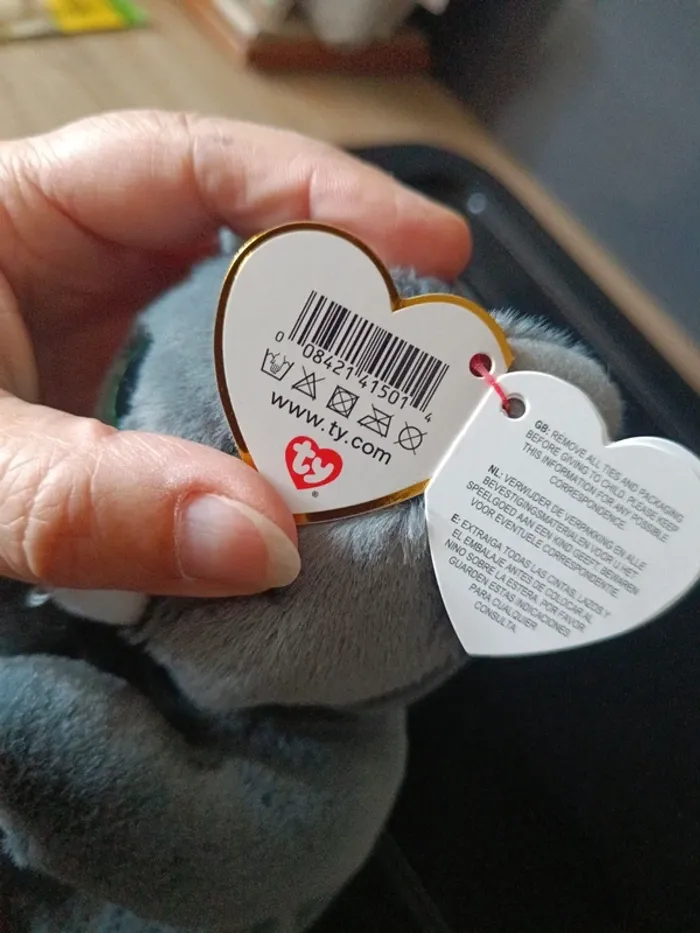 0 08421 41501 4
www.ty.com
ty
®
GB: REMOVE ALL TIES AND PACKAGING
BEFORE GIVING TO CHILD. PLEASE KEEP
THIS INFORMATION FOR ANY POSSIBLE
CORRESPONDENCE.
NL: VERWIJDER DE VERPAKKING EN ALLE
BEVESTIGINGSMATERIALEN VOOR U HET
SPEELGOED AAN EEN KIND GEEFT. BEWAREN
VOOR EVENTUELE CORRESPONDENTIE.
E: EXTRAIGA TODAS LAS CINTAS, LAZOS Y
EL EMBALAJE ANTES DE COLOCAR AL
NINO SOBRE LA ESTERA. POR FAVOR
GUARDEN ESTAS INDICACIONES
PARA CUALQUIER
CONSULTA.